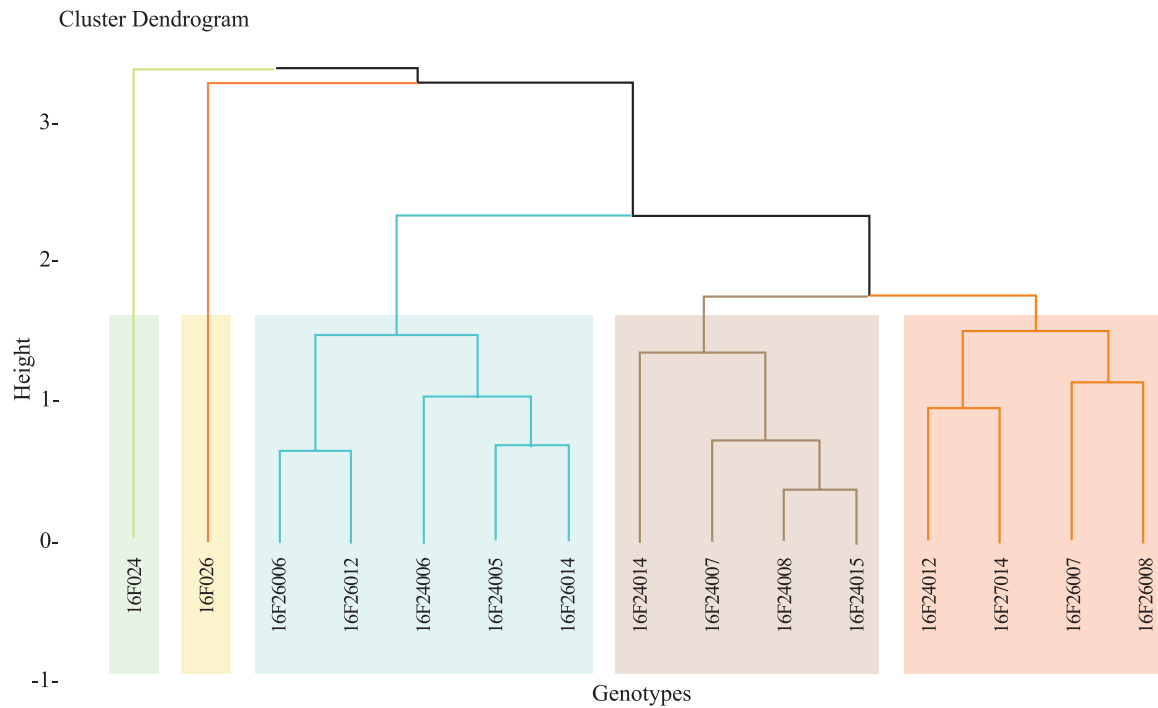 Cluster Dendrogram
3-
2-
1-
0-
-1-
Height
16F024
16F026
16F26006
16F26012
16F24006
16F24005
16F26014
16F24014
16F24007
16F24008
16F24015
16F24012
16F27014
16F26007
16F26008
Genotypes